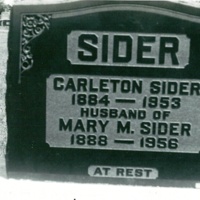 SIDER
CARLETON SIDER
1884 — 1953
HUSBAND OF
MARY M. SIDER
1888 — 1956
AT REST